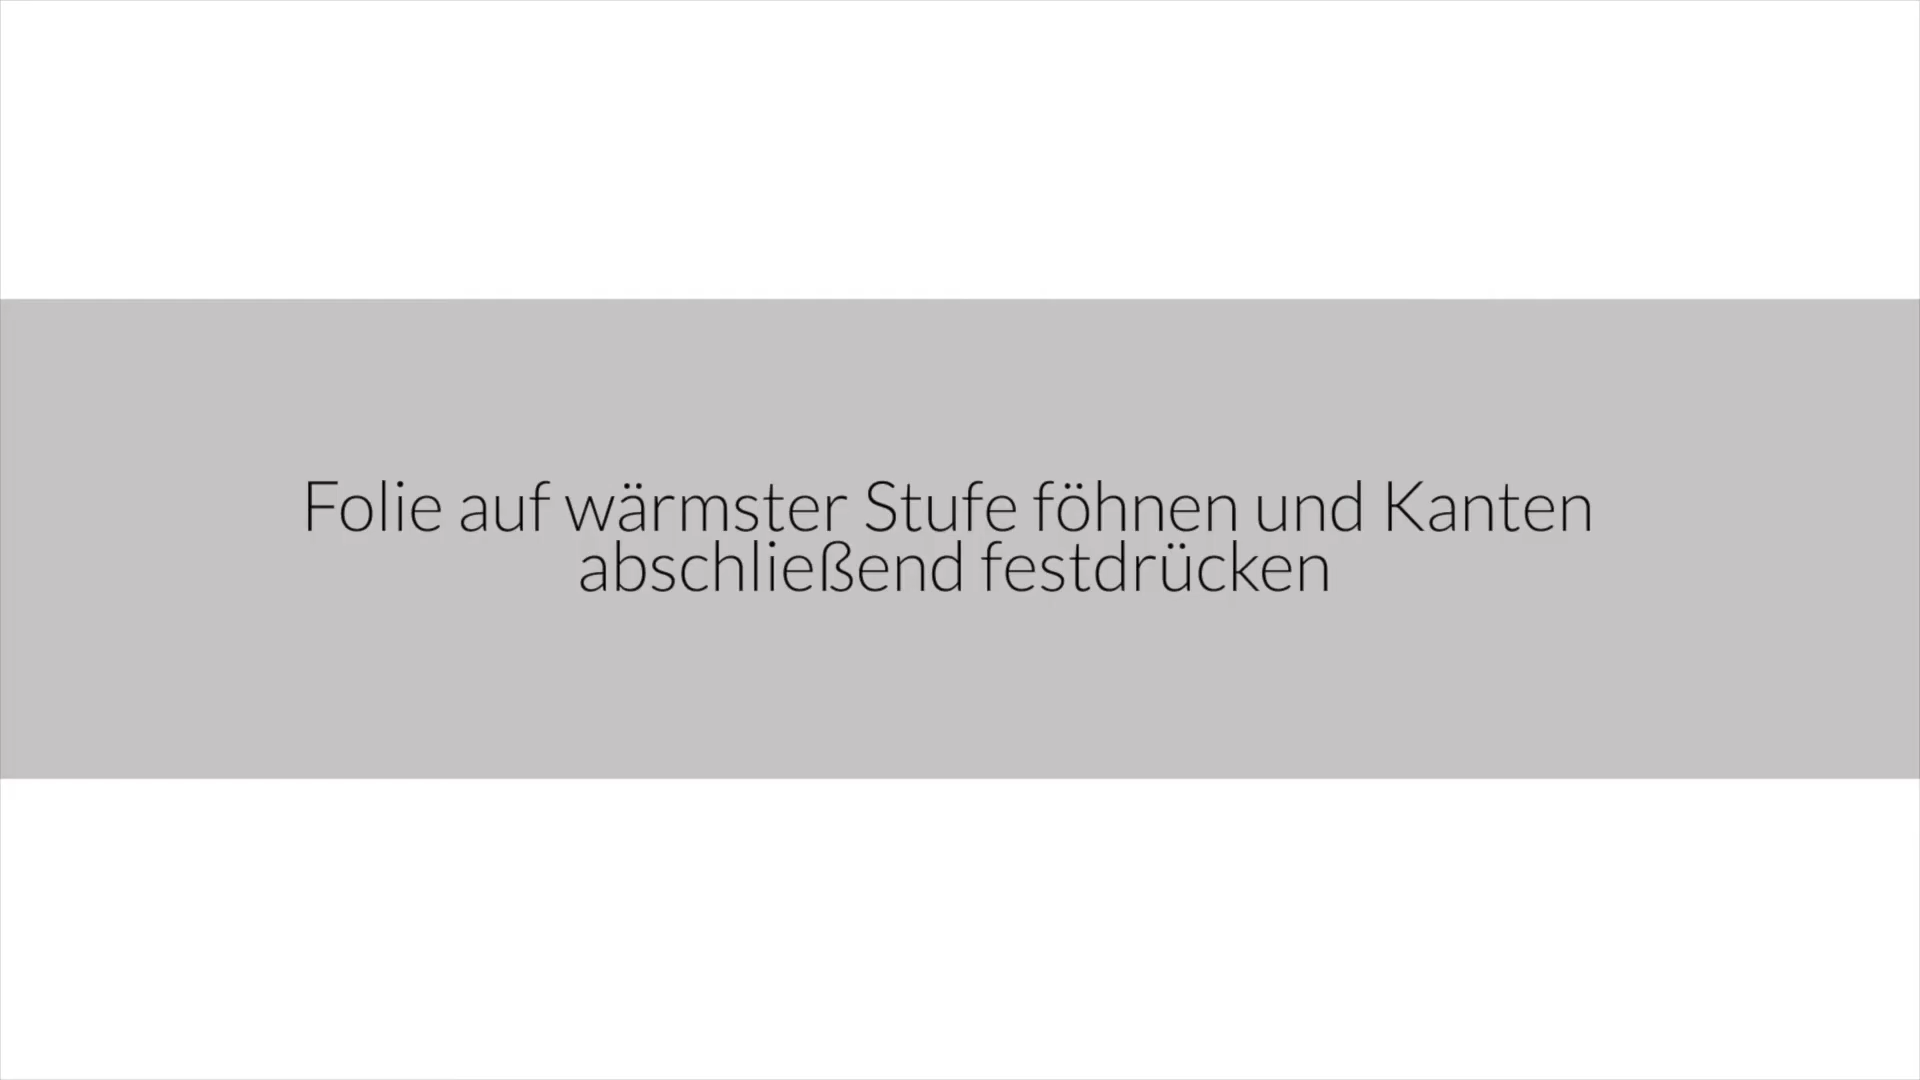 Folie auf wärmster Stufe föhnen und Kanten
abschließend festdrücken